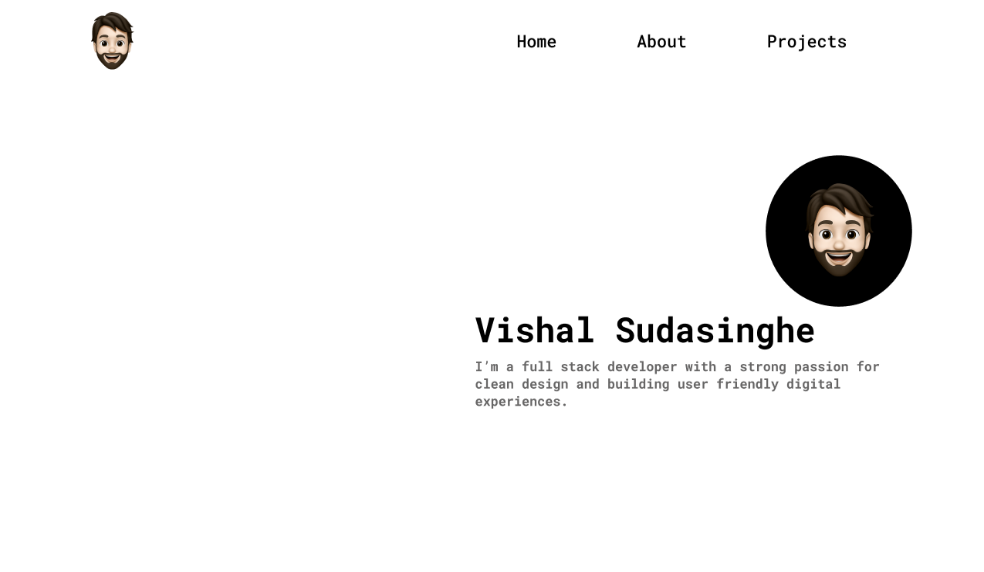 Home About Projects
Vishal Sudasinghe
I’m a full stack developer with a strong passion for
clean design and building user friendly digital
experiences.